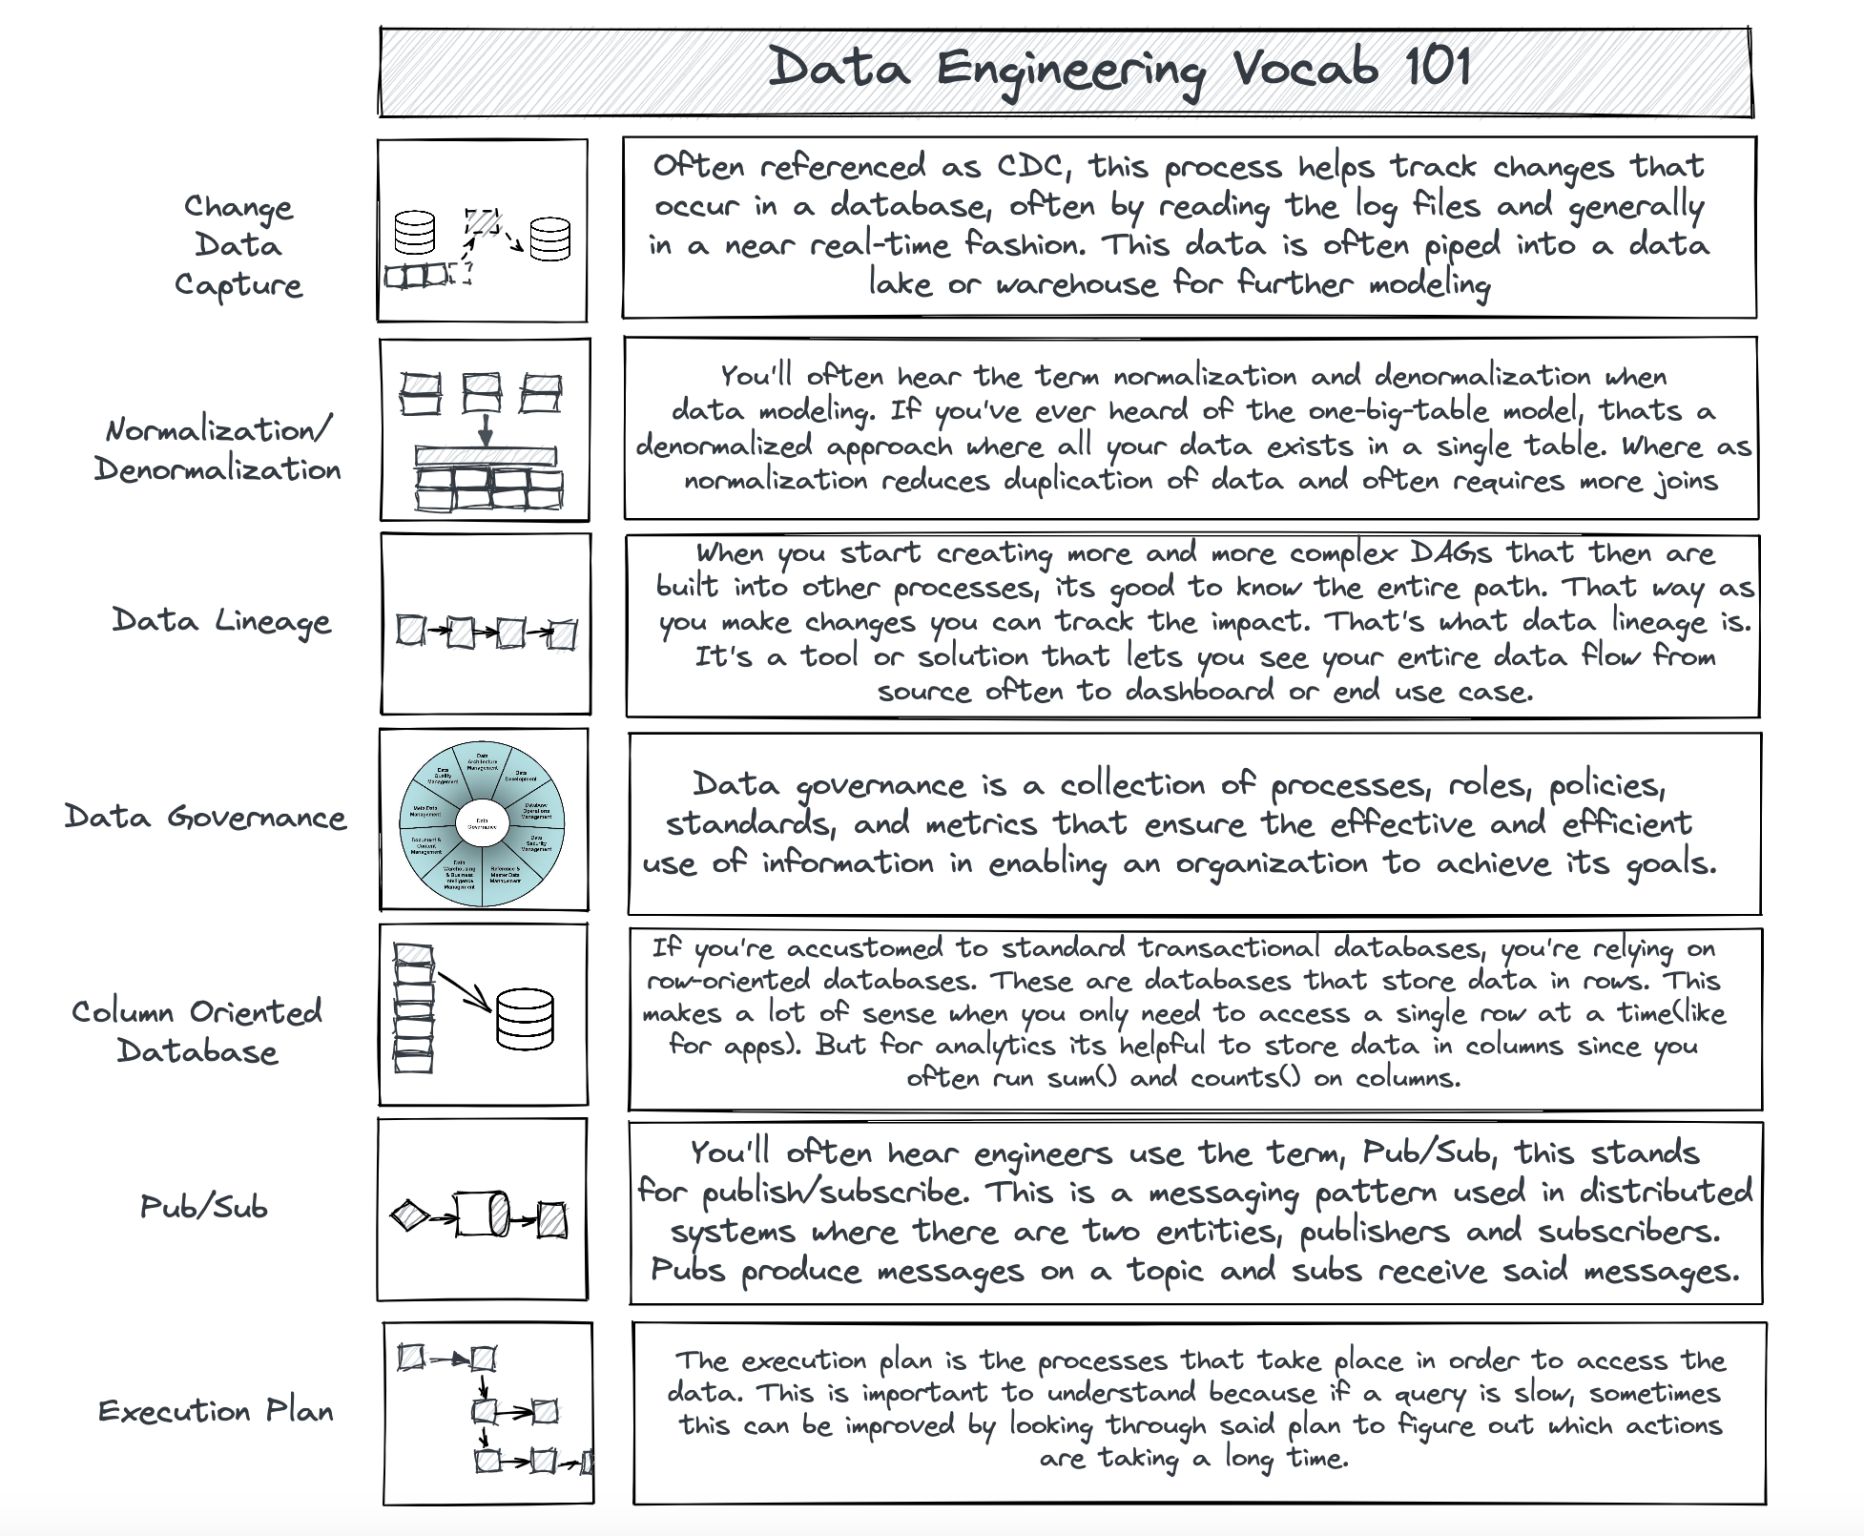 Data Engineering Vocab 101
Change
Data
Capture
Often referenced as CDC, this process helps track changes that
occur in a database, often by reading the log files and generally
in a near real-time fashion. This data is often piped into a data
lake or warehouse for further modeling
Normalization/
Denormalization
You'll often hear the term normalization and denormalization when
data modeling. If you've ever heard of the one-big-table model, thats a
denormalized approach where all your data exists in a single table. Where as
normalization reduces duplication of data and often requires more joins
Data Lineage
When you start creating more and more complex DAGs that then are
built into other processes, its good to know the entire path. That way as
you make changes you can track the impact. That's what data lineage is.
It's a tool or solution that lets you see your entire data flow from
source often to dashboard or end use case.
Data Governance
Data
Architecture
Management
Data
Development
Database
Operations
Management
Data
Security
Management
Reference &
Master Data
Management
Data
Warehousing
& Business
Intelligence
Management
Document &
Content
Management
Meta Data
Management
Data
Quality
Management
Data
Governance
Data governance is a collection of processes, roles, policies,
standards, and metrics that ensure the effective and efficient
use of information in enabling an organization to achieve its goals.
Column Oriented
Database
If you're accustomed to standard transactional databases, you're relying on
row-oriented databases. These are databases that store data in rows. This
makes a lot of sense when you only need to access a single row at a time(like
for apps). But for analytics its helpful to store data in columns since you
often run sum() and counts() on columns.
Pub/Sub
You'll often hear engineers use the term, Pub/Sub, this stands
for publish/subscribe. This is a messaging pattern used in distributed
systems where there are two entities, publishers and subscribers.
Pubs produce messages on a topic and subs receive said messages.
Execution Plan
The execution plan is the processes that take place in order to access the
data. This is important to understand because if a query is slow, sometimes
this can be improved by looking through said plan to figure out which actions
are taking a long time.